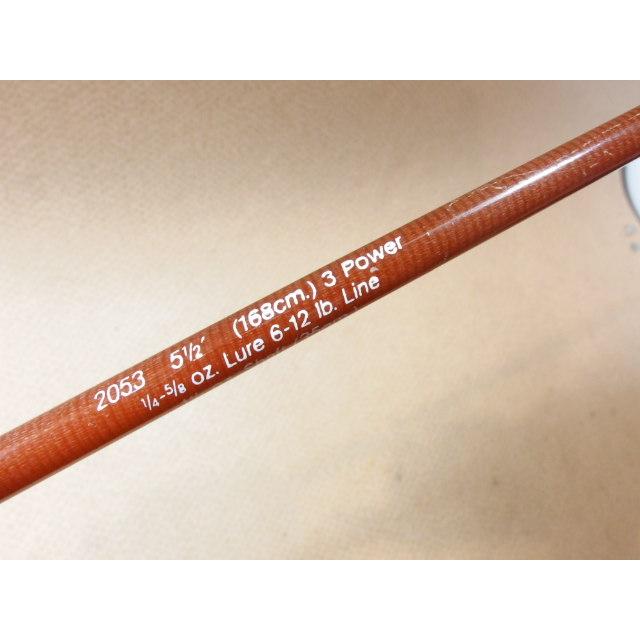 2053 5½′ (168cm.) 3 Power
¼-⅝ oz. Lure 6-12 lb. Line